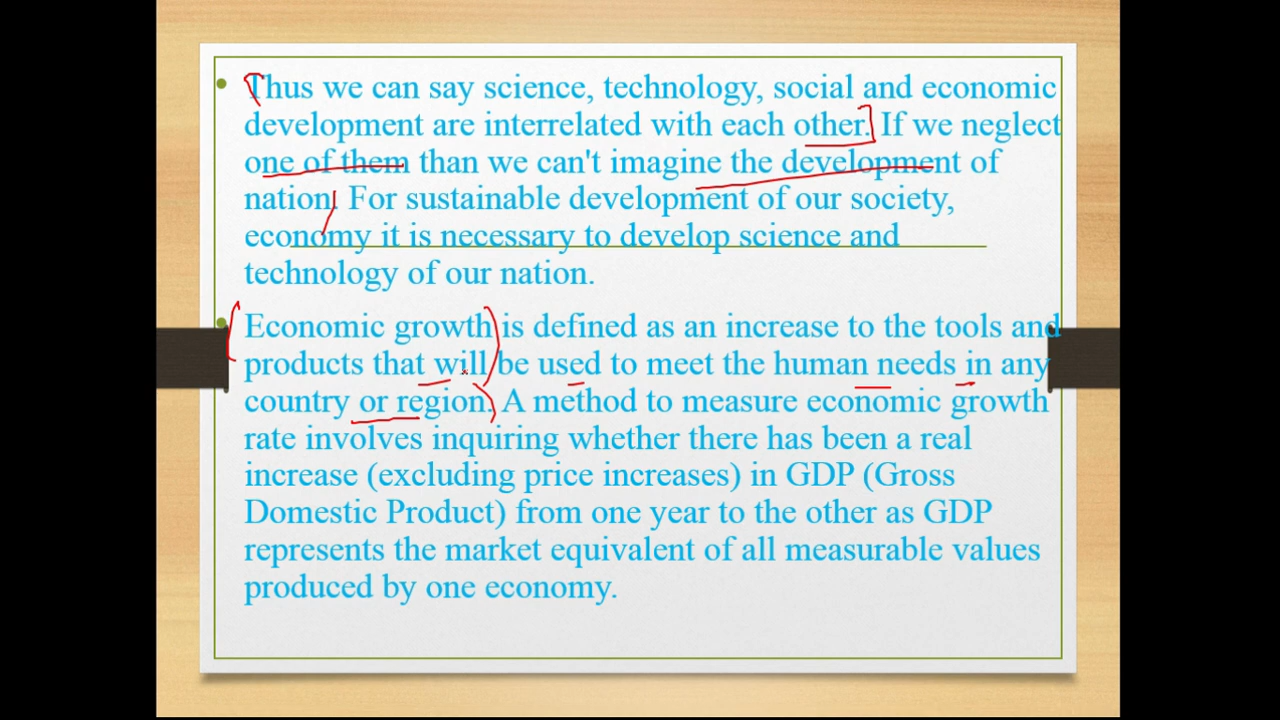 Thus we can say science, technology, social and economic
development are interrelated with each other. If we neglect
one of them than we can't imagine the development of
nation. For sustainable development of our society,
economy it is necessary to develop science and
technology of our nation.
Economic growth is defined as an increase to the tools and
products that will be used to meet the human needs in any
country or region. A method to measure economic growth
rate involves inquiring whether there has been a real
increase (excluding price increases) in GDP (Gross
Domestic Product) from one year to the other as GDP
represents the market equivalent of all measurable values
produced by one economy.